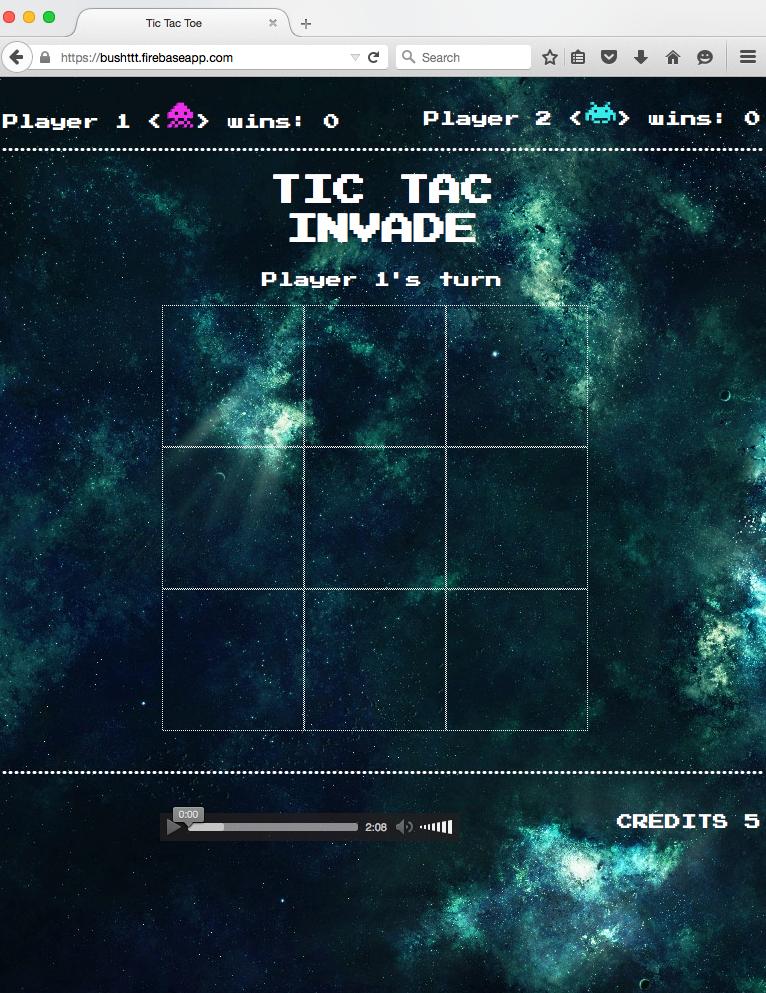 Tic Tac Toe
https://bushttt.firebaseapp.com
Search
Player 1 < > wins: 0
Player 2 < > wins: 0
TIC TAC
INVADE
Player 1's turn
0:00
2:08
CREDITS 5